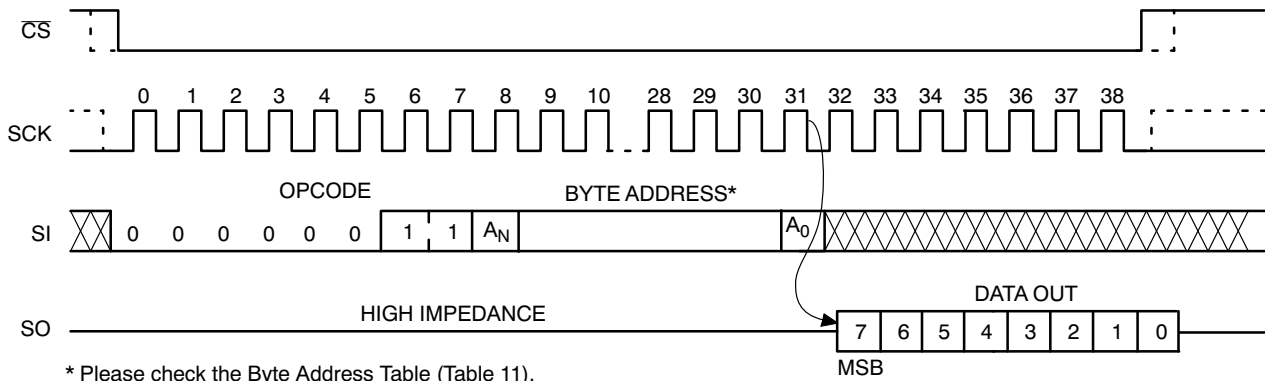 CS
0 1 2 3 4 5 6 7 8 9 10 28 29 30 31 32 33 34 35 36 37 38
SCK
OPCODE BYTE ADDRESS*
SI 0 0 0 0 0 0 1 1 AN A0
DATA OUT
HIGH IMPEDANCE
SO 7 6 5 4 3 2 1 0
MSB
* Please check the Byte Address Table (Table 11).